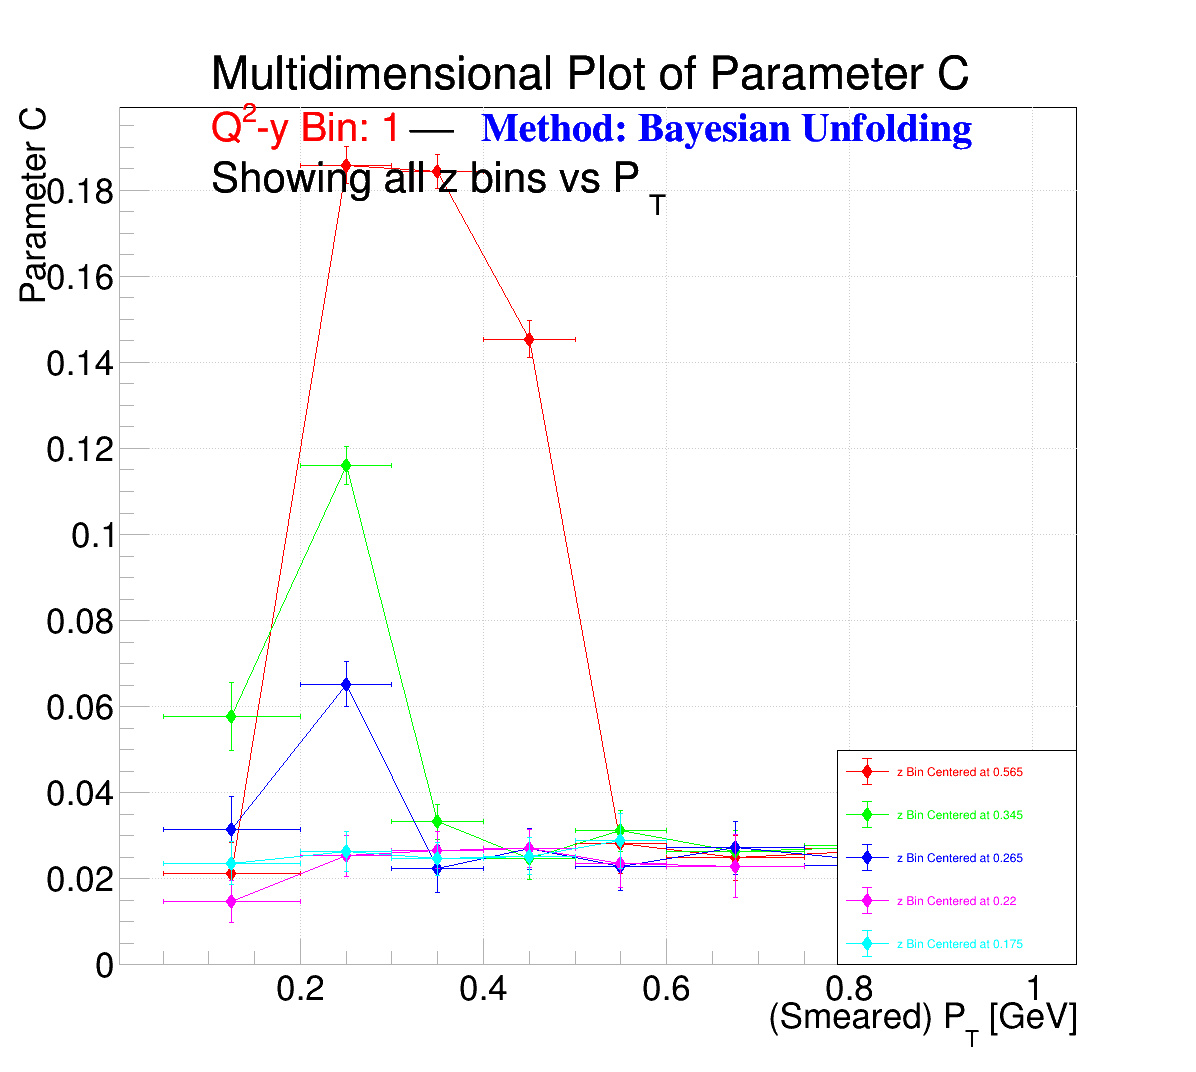 Multidimensional Plot of Parameter C
Q2-y Bin: 1 — Method: Bayesian Unfolding
Showing all z bins vs PT
Parameter C
0.18
0.16
0.14
0.12
0.1
0.08
0.06
0.04
0.02
0
z Bin Centered at 0.565
z Bin Centered at 0.345
z Bin Centered at 0.265
z Bin Centered at 0.22
z Bin Centered at 0.175
0.2 0.4 0.6 0.8 1
(Smeared) PT [GeV]